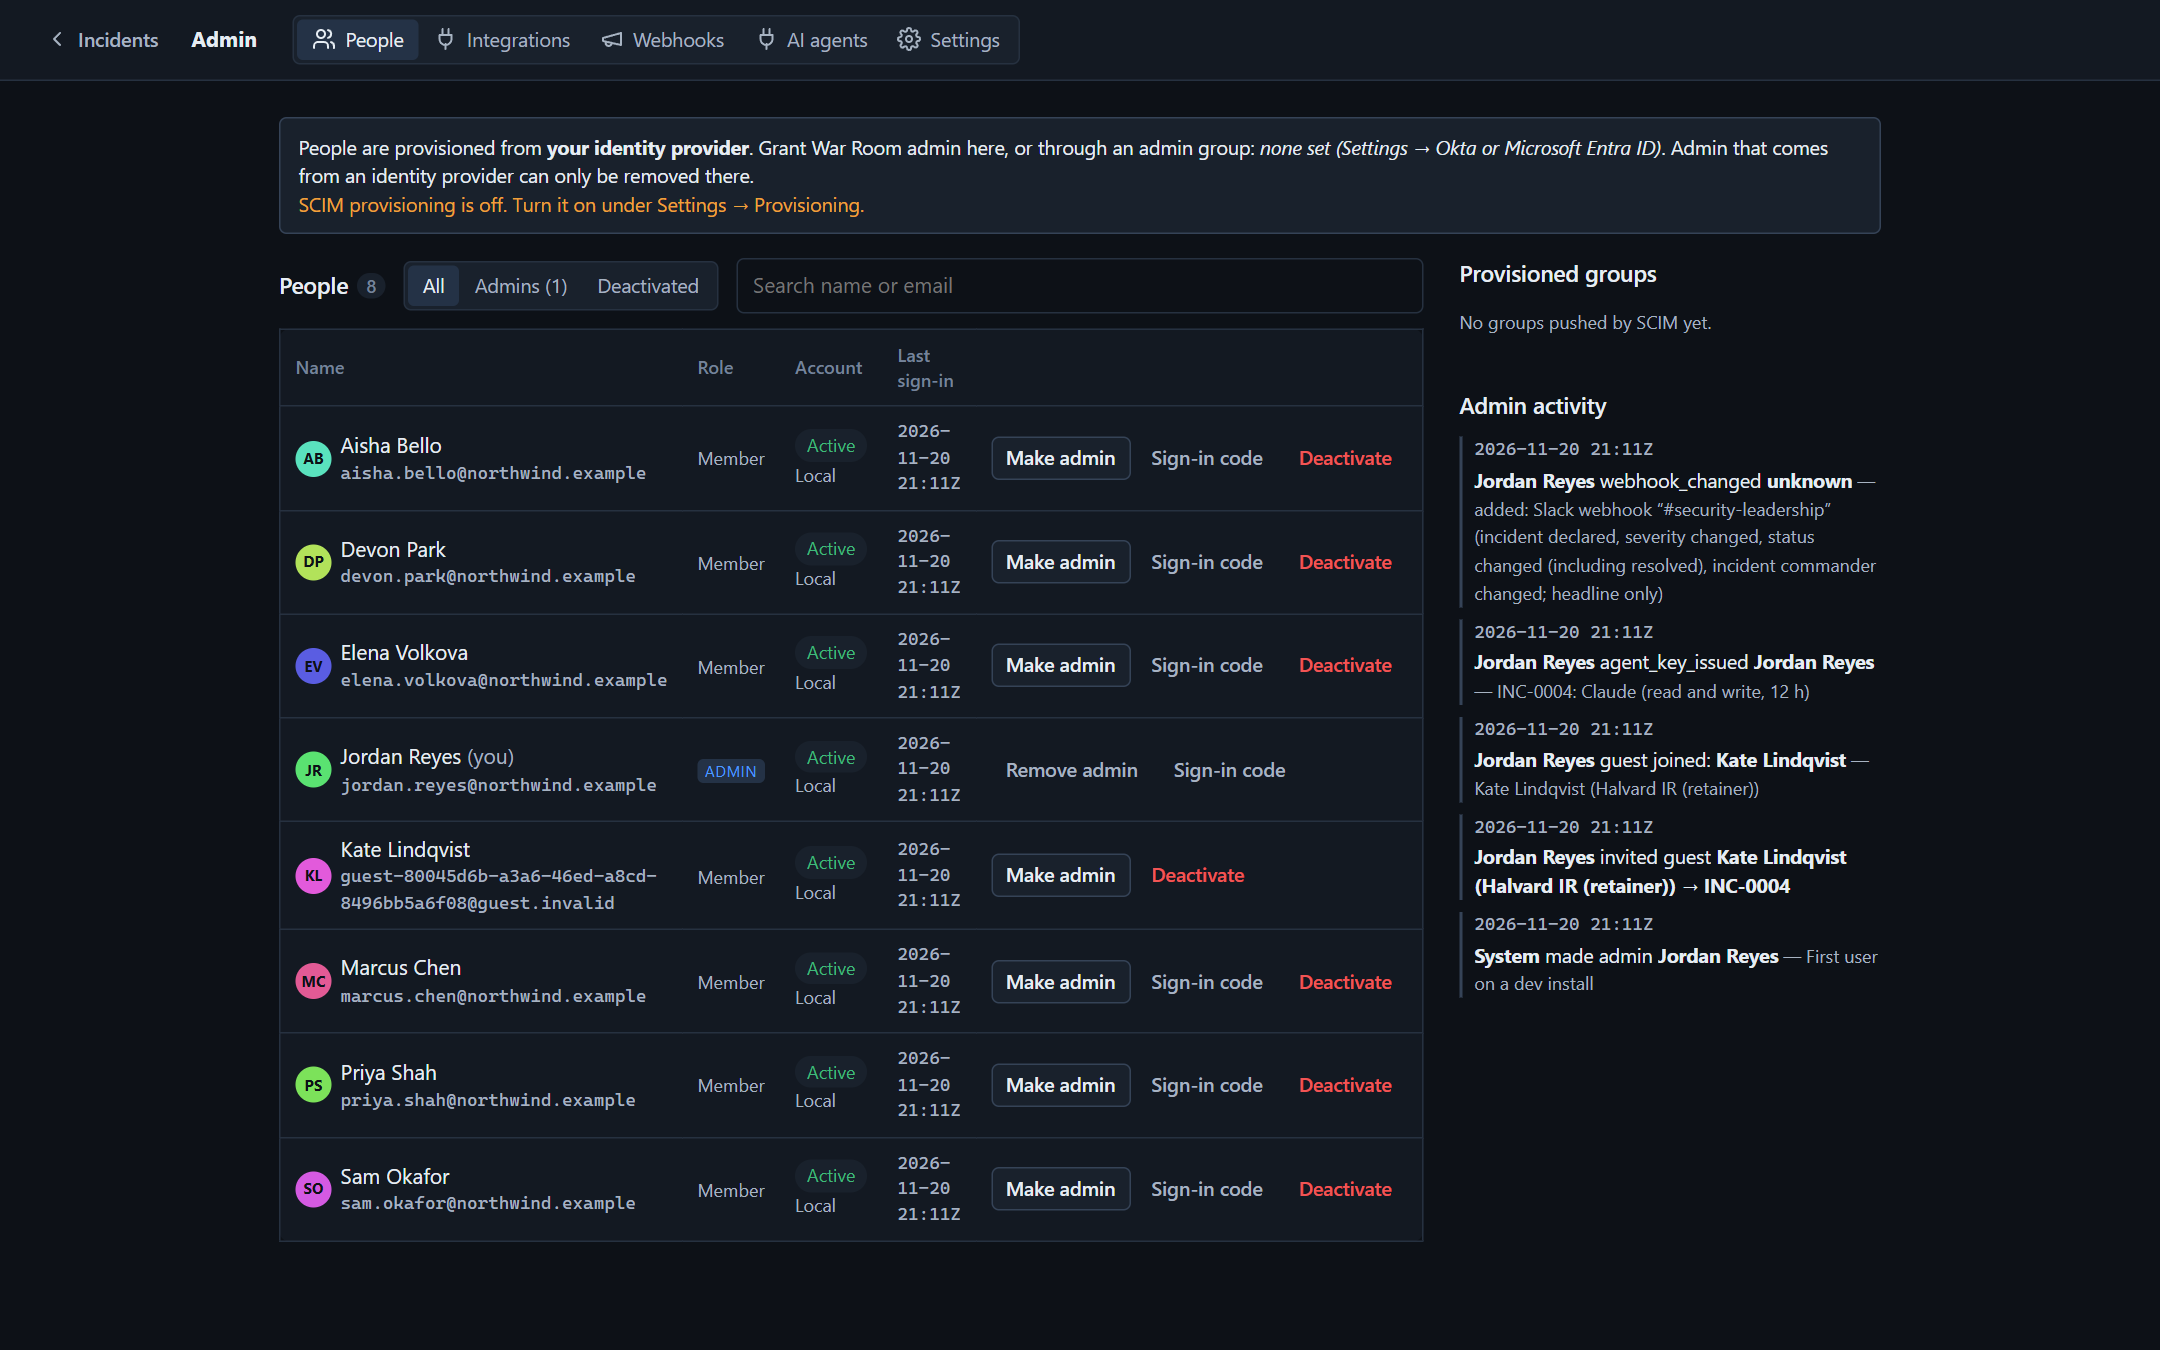 Incidents
Admin
People
Integrations
Webhooks
AI agents
Settings
People are provisioned from your identity provider. Grant War Room admin here, or through an admin group: none set (Settings → Okta or Microsoft Entra ID). Admin that comes
from an identity provider can only be removed there.
SCIM provisioning is off. Turn it on under Settings → Provisioning.
People 8
All
Admins (1)
Deactivated
Search name or email
Name
Role
Account
Last
sign-in
AB
Aisha Bello
aisha.bello@northwind.example
Member
Active
Local
2026-
11-20
21:11Z
Make admin
Sign-in code
Deactivate
DP
Devon Park
devon.park@northwind.example
Member
Active
Local
2026-
11-20
21:11Z
Make admin
Sign-in code
Deactivate
EV
Elena Volkova
elena.volkova@northwind.example
Member
Active
Local
2026-
11-20
21:11Z
Make admin
Sign-in code
Deactivate
JR
Jordan Reyes (you)
jordan.reyes@northwind.example
ADMIN
Active
Local
2026-
11-20
21:11Z
Remove admin
Sign-in code
KL
Kate Lindqvist
guest-80045d6b-a3a6-46ed-a8cd-
8496bb5a6f08@guest.invalid
Member
Active
Local
2026-
11-20
21:11Z
Make admin
Deactivate
MC
Marcus Chen
marcus.chen@northwind.example
Member
Active
Local
2026-
11-20
21:11Z
Make admin
Sign-in code
Deactivate
PS
Priya Shah
priya.shah@northwind.example
Member
Active
Local
2026-
11-20
21:11Z
Make admin
Sign-in code
Deactivate
SO
Sam Okafor
sam.okafor@northwind.example
Member
Active
Local
2026-
11-20
21:11Z
Make admin
Sign-in code
Deactivate
Provisioned groups
No groups pushed by SCIM yet.
Admin activity
2026-11-20 21:11Z
Jordan Reyes webhook_changed unknown —
added: Slack webhook “#security-leadership”
(incident declared, severity changed, status
changed (including resolved), incident commander
changed; headline only)
2026-11-20 21:11Z
Jordan Reyes agent_key_issued Jordan Reyes
— INC-0004: Claude (read and write, 12 h)
2026-11-20 21:11Z
Jordan Reyes guest joined: Kate Lindqvist —
Kate Lindqvist (Halvard IR (retainer))
2026-11-20 21:11Z
Jordan Reyes invited guest Kate Lindqvist
(Halvard IR (retainer)) → INC-0004
2026-11-20 21:11Z
System made admin Jordan Reyes — First user
on a dev install